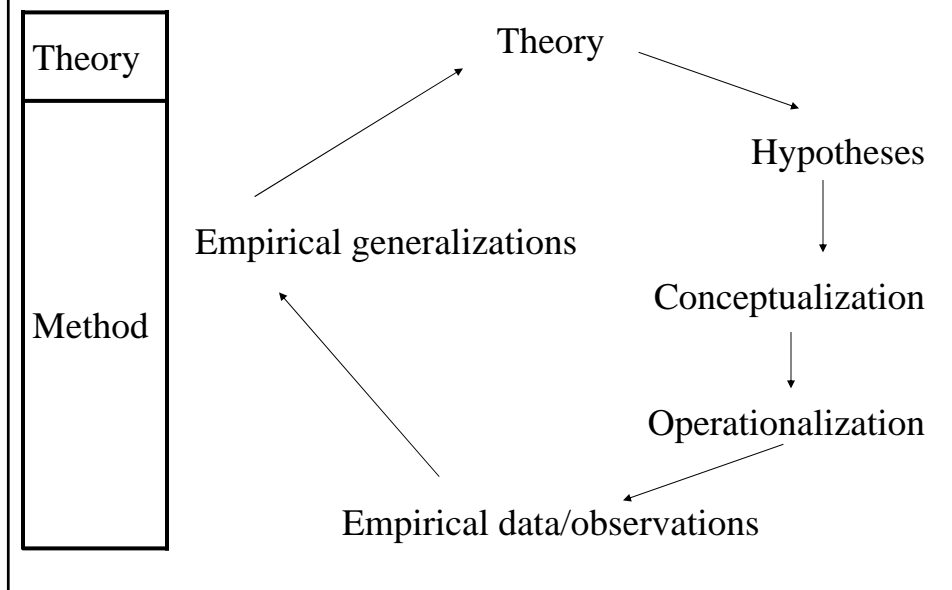 Theory
Theory
Hypotheses
Empirical generalizations
Conceptualization
Method
Operationalization
Empirical data/observations